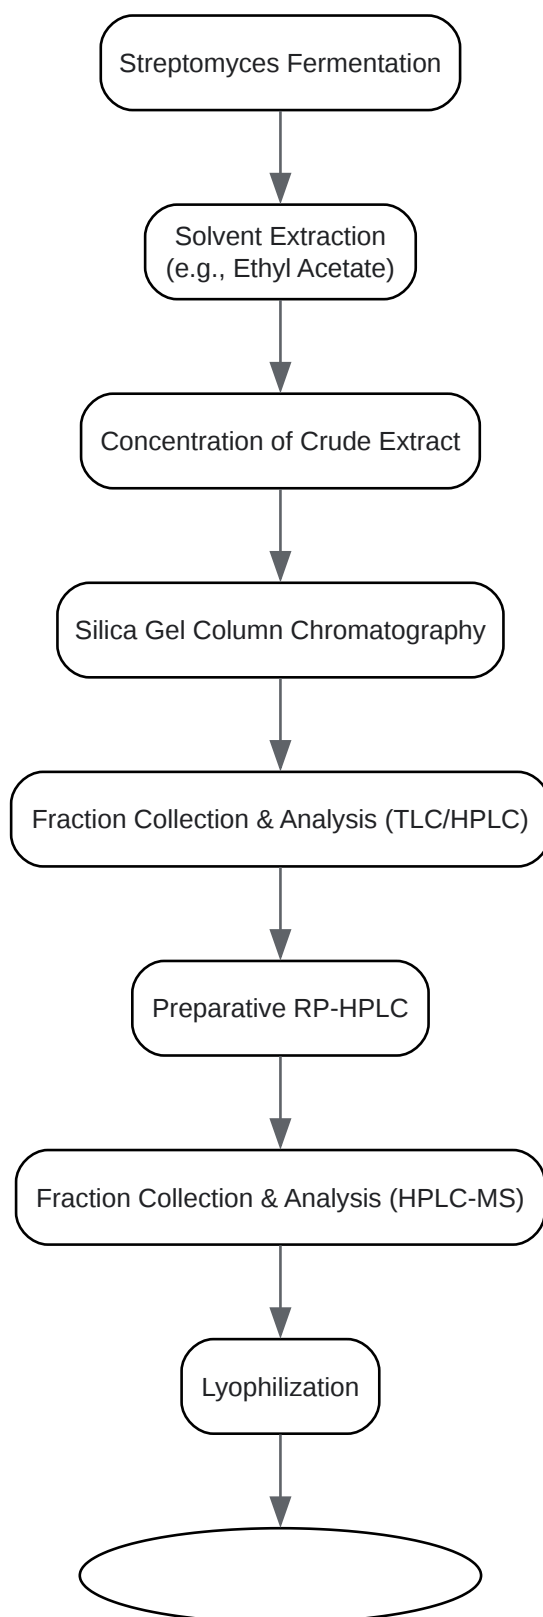 Streptomyces Fermentation
Solvent Extraction
(e.g., Ethyl Acetate)
Concentration of Crude Extract
Silica Gel Column Chromatography
Fraction Collection & Analysis (TLC/HPLC)
Preparative RP-HPLC
Fraction Collection & Analysis (HPLC-MS)
Lyophilization